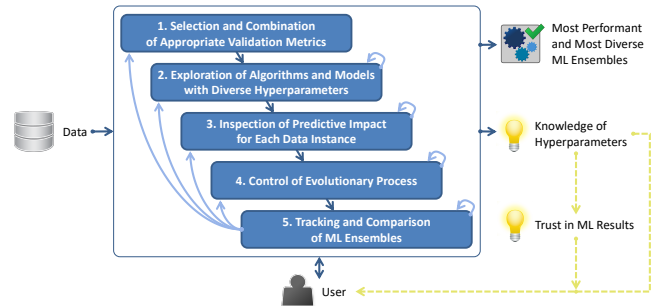 1. Selection and Combination
of Appropriate Validation Metrics
2. Exploration of Algorithms and Models
with Diverse Hyperparameters
3. Inspection of Predictive Impact
for Each Data Instance
4. Control of Evolutionary Process
5. Tracking and Comparison
of ML Ensembles
Data
Most Performant
and Most Diverse
ML Ensembles
Knowledge of
Hyperparameters
Trust in ML Results
User